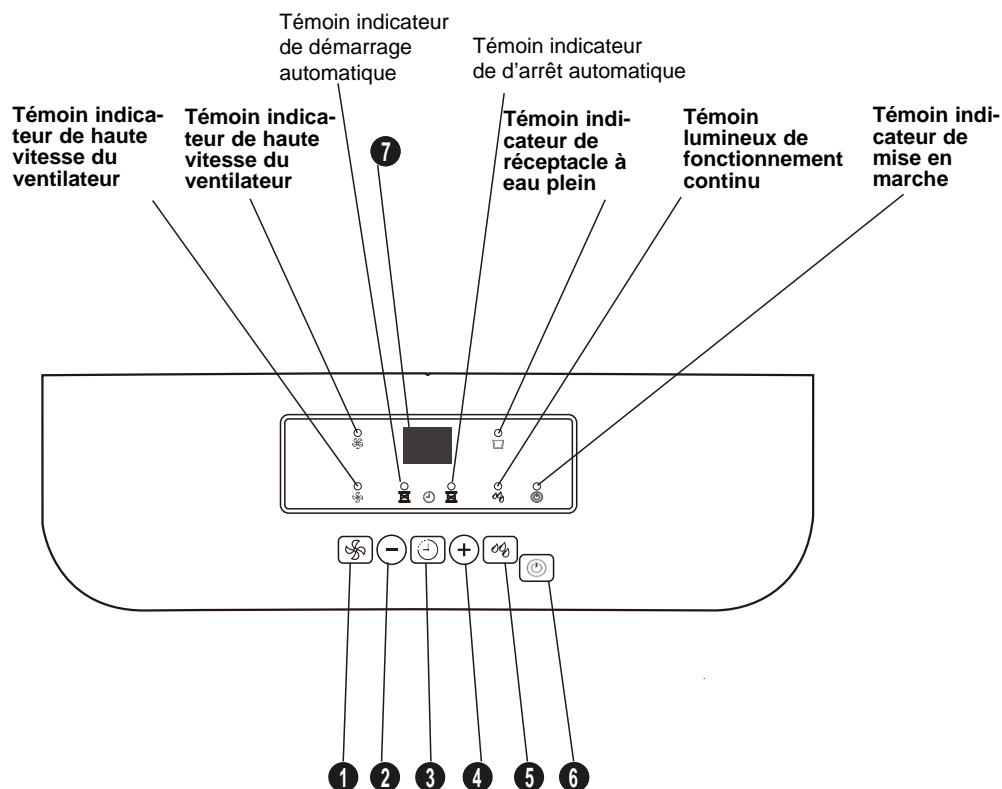 Témoin indicateur
de démarrage
automatique
Témoin indicateur
de d'arrêt automatique
Témoin indica-
teur de haute
vitesse du
ventilateur
Témoin indica-
teur de haute
vitesse du
ventilateur
7
Témoin indi-
cateur de
réceptacle à
eau plein
Témoin
lumineux de
fonctionnement
continu
Témoin indi-
cateur de
mise en
marche
1 2 3 4 5 6